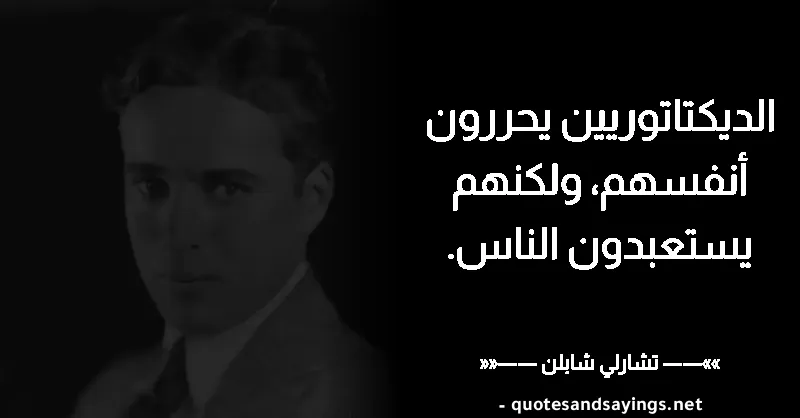 الديكتاتوريين يحررون
أنفسهم، ولكنهم
يستعبدون الناس.
»»—— تشارلي شابلن ——««
- quotesandsayings.net